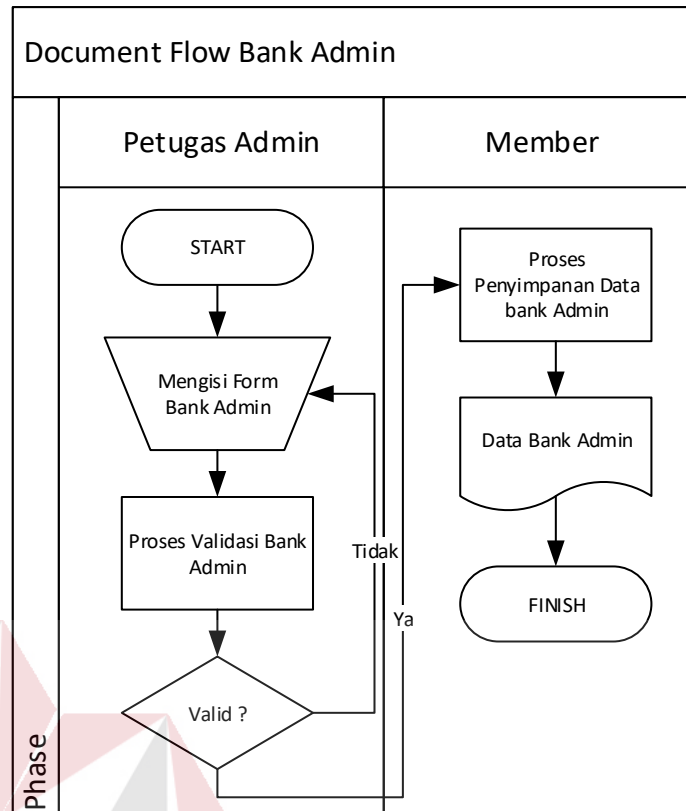 Document Flow Bank Admin
Petugas Admin
Member
START
Mengisi Form
Bank Admin
Proses Validasi Bank
Admin
Valid ?
Tidak
Ya
Proses
Penyimpanan Data
bank Admin
Data Bank Admin
FINISH
Phase